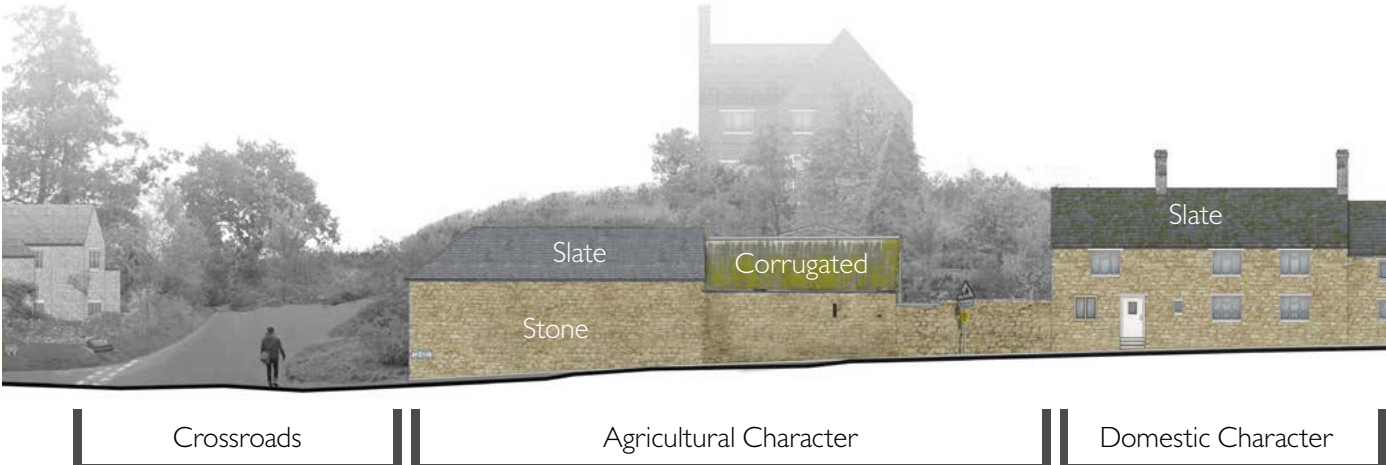 Slate
Slate
Corrugated
Stone
Crossroads
Agricultural Character
Domestic Character